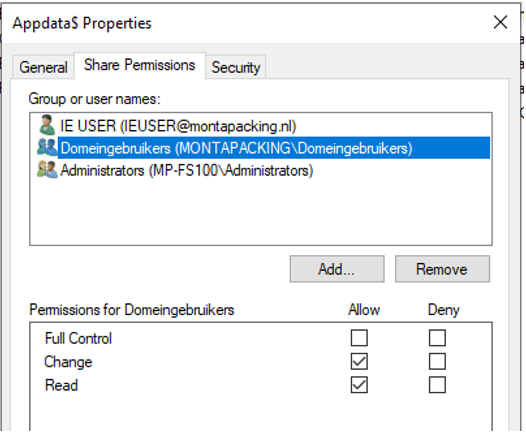 Appdata$ Properties
General Share Permissions Security
Group or user names:
IE USER (IEUSER@montapacking.nl)
Domeingebruikers (MONTAPACKING\Domeingebruikers)
Administrators (MP-FS100\Administrators)
Add... Remove
Permissions for Domeingebruikers Allow Deny
Full Control
Change
Read